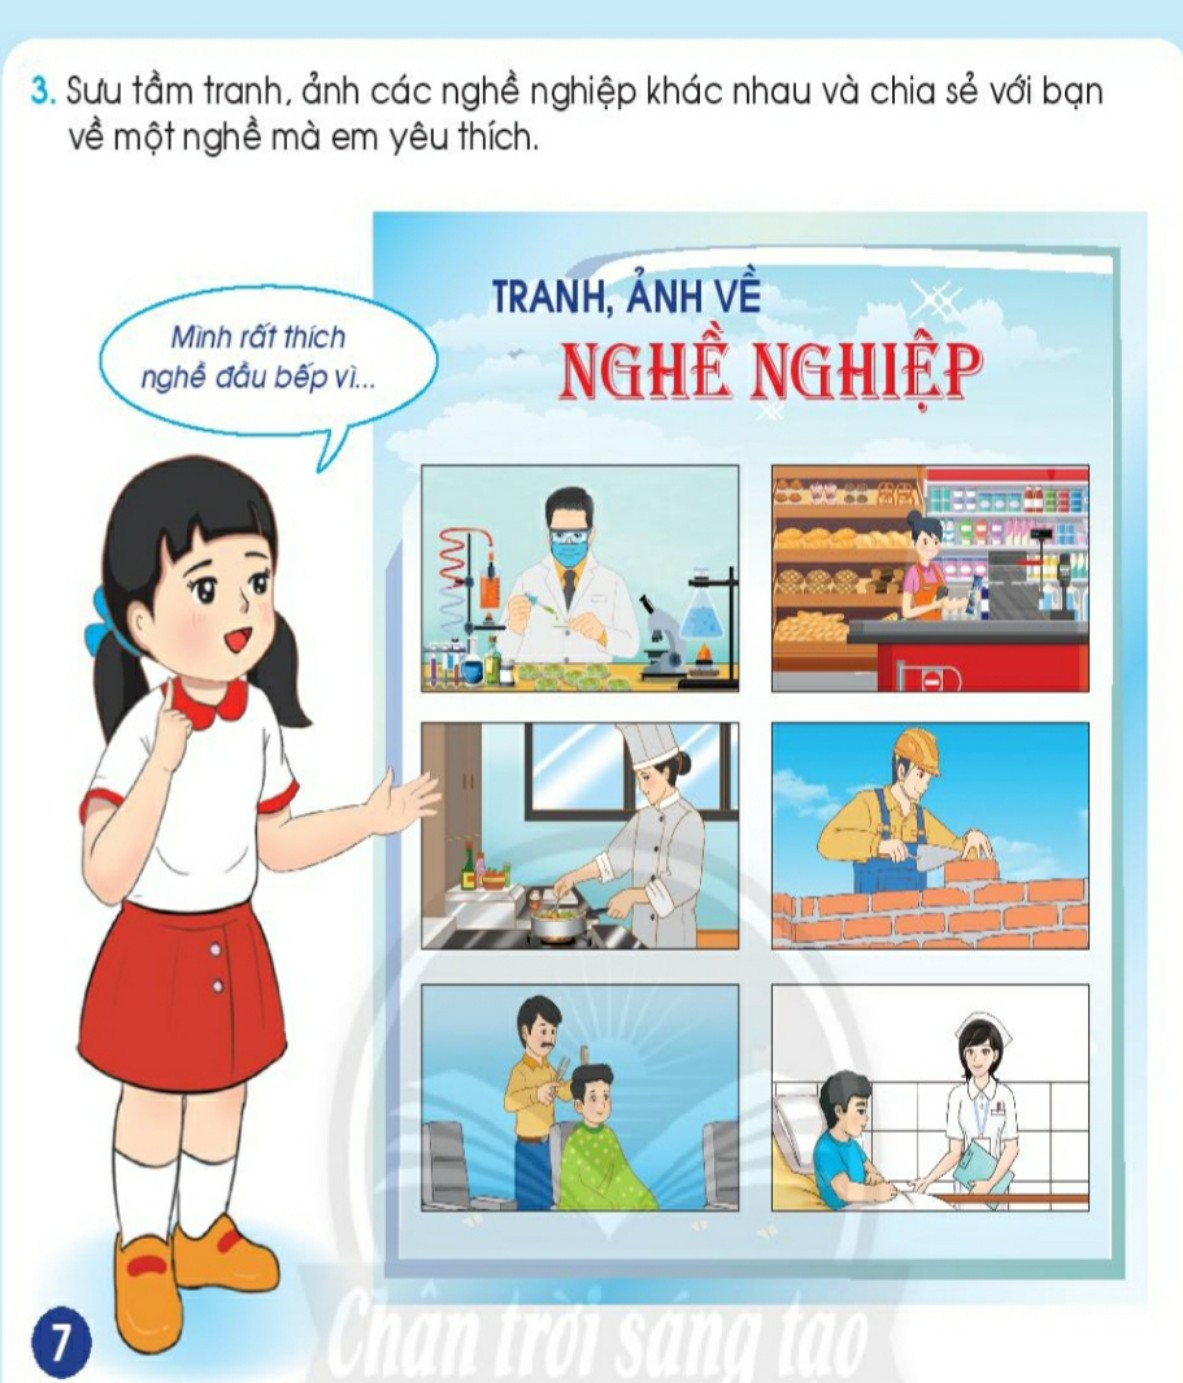 3. Sưu tầm tranh, ảnh các nghề nghiệp khác nhau và chia sẻ với bạn
về một nghề mà em yêu thích.
Mình rất thích
nghề đầu bếp vì...
TRANH, ẢNH VỀ
NGHỀ NGHIỆP
7
Chân trời sáng tạo